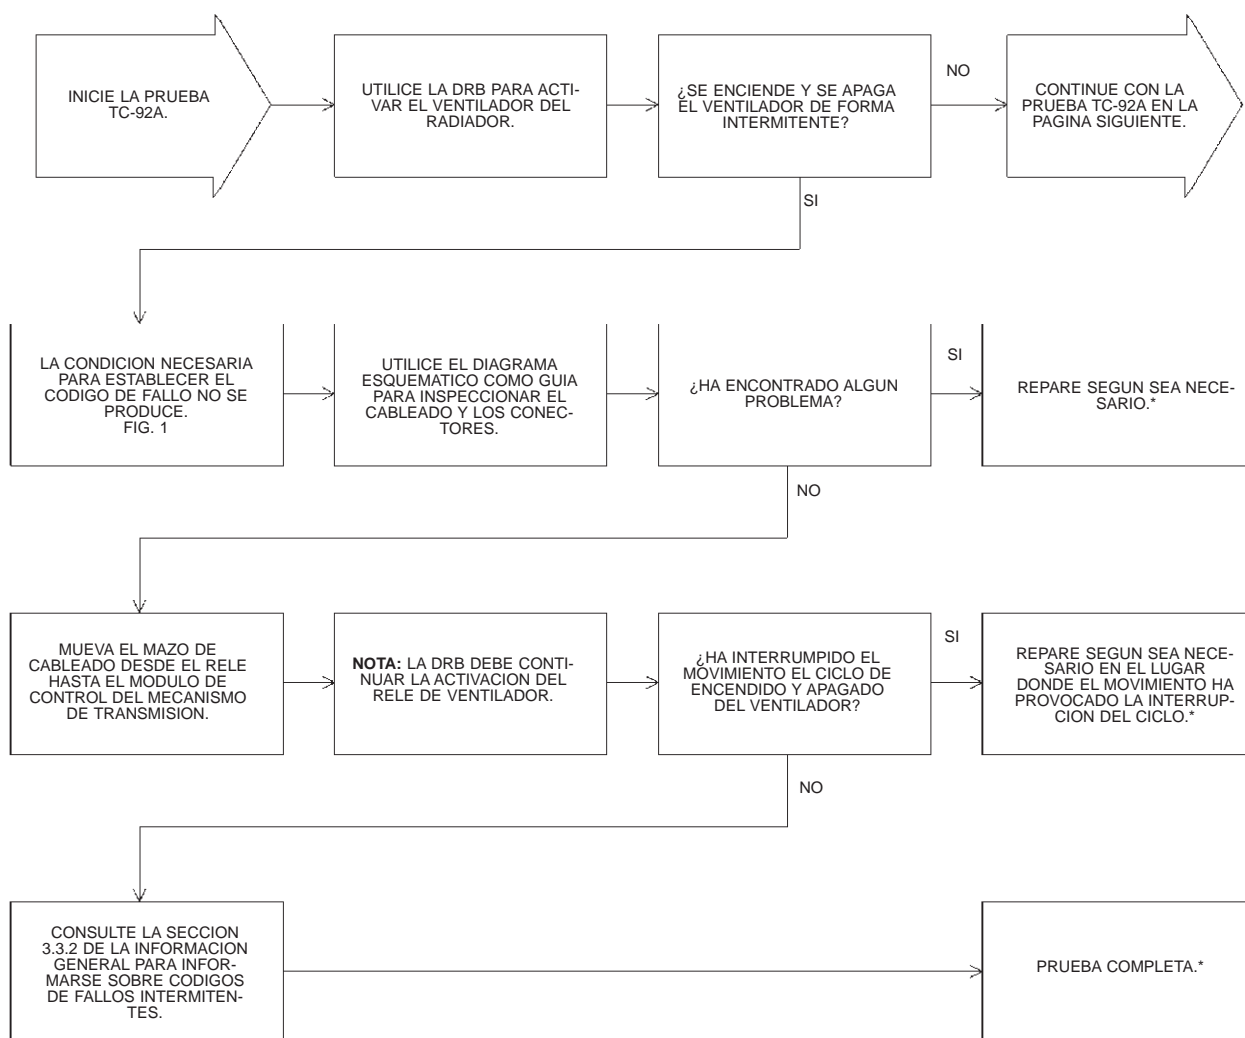 INICIE LA PRUEBA
TC-92A.
UTILICE LA DRB PARA ACTI-
VAR EL VENTILADOR DEL
RADIADOR.
¿SE ENCIENDE Y SE APAGA
EL VENTILADOR DE FORMA
INTERMITENTE?
NO
CONTINUE CON LA
PRUEBA TC-92A EN LA
PAGINA SIGUIENTE.
SI
LA CONDICION NECESARIA
PARA ESTABLECER EL
CODIGO DE FALLO NO SE
PRODUCE.
FIG. 1
UTILICE EL DIAGRAMA
ESQUEMATICO COMO GUIA
PARA INSPECCIONAR EL
CABLEADO Y LOS CONEC-
TORES.
¿HA ENCONTRADO ALGUN
PROBLEMA?
SI
REPARE SEGUN SEA NECE-
SARIO.*
NO
MUEVA EL MAZO DE
CABLEADO DESDE EL RELE
HASTA EL MODULO DE
CONTROL DEL MECANISMO
DE TRANSMISION.
NOTA: LA DRB DEBE CONTI-
NUAR LA ACTIVACION DEL
RELE DE VENTILADOR.
¿HA INTERRUMPIDO EL
MOVIMIENTO EL CICLO DE
ENCENDIDO Y APAGADO
DEL VENTILADOR?
SI
REPARE SEGUN SEA NECE-
SARIO EN EL LUGAR
DONDE EL MOVIMIENTO HA
PROVOCADO LA INTERRUP-
CION DEL CICLO.*
NO
CONSULTE LA SECCION
3.3.2 DE LA INFORMACION
GENERAL PARA INFOR-
MARSE SOBRE CODIGOS
DE FALLOS INTERMITEN-
TES.
PRUEBA COMPLETA.*